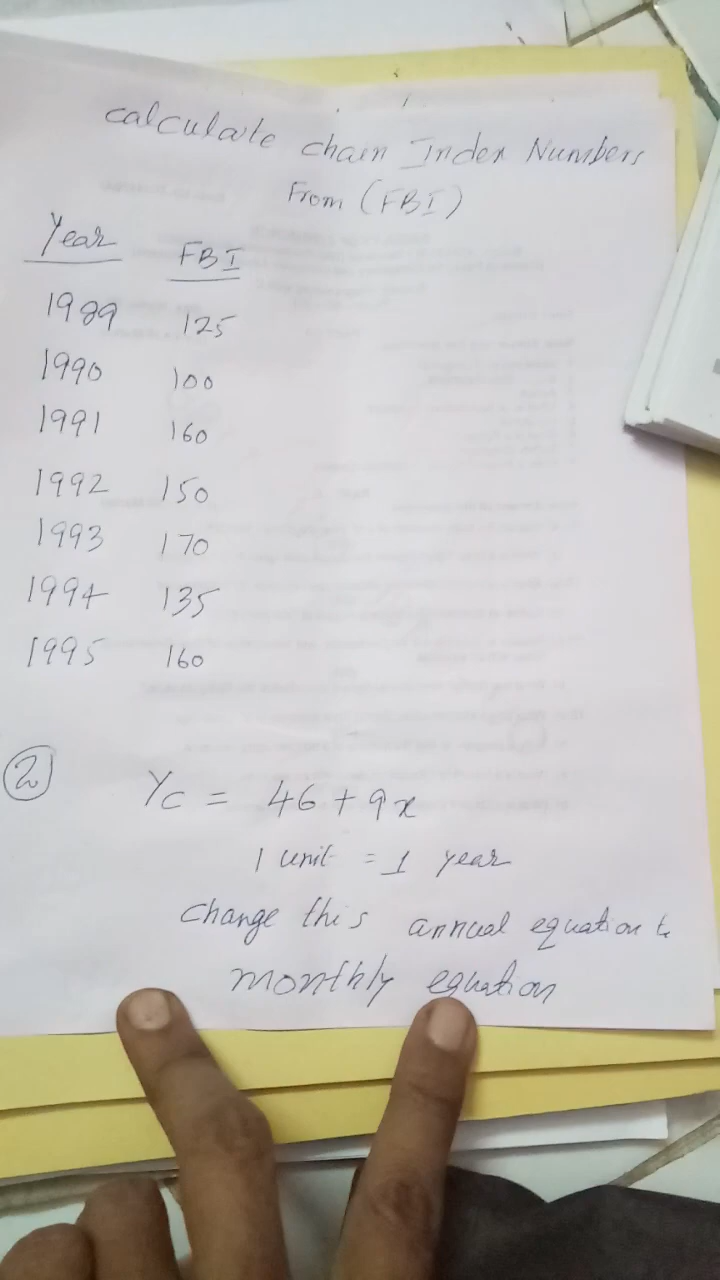 calculate chain Index Numbers
From (FBI)
Year FBI
1989 125
1990 100
1991 160
1992 150
1993 170
1994 135
1995 160
2 Yc = 46 + 9x
1 unit = 1 year
change this annual equation to
monthly equation